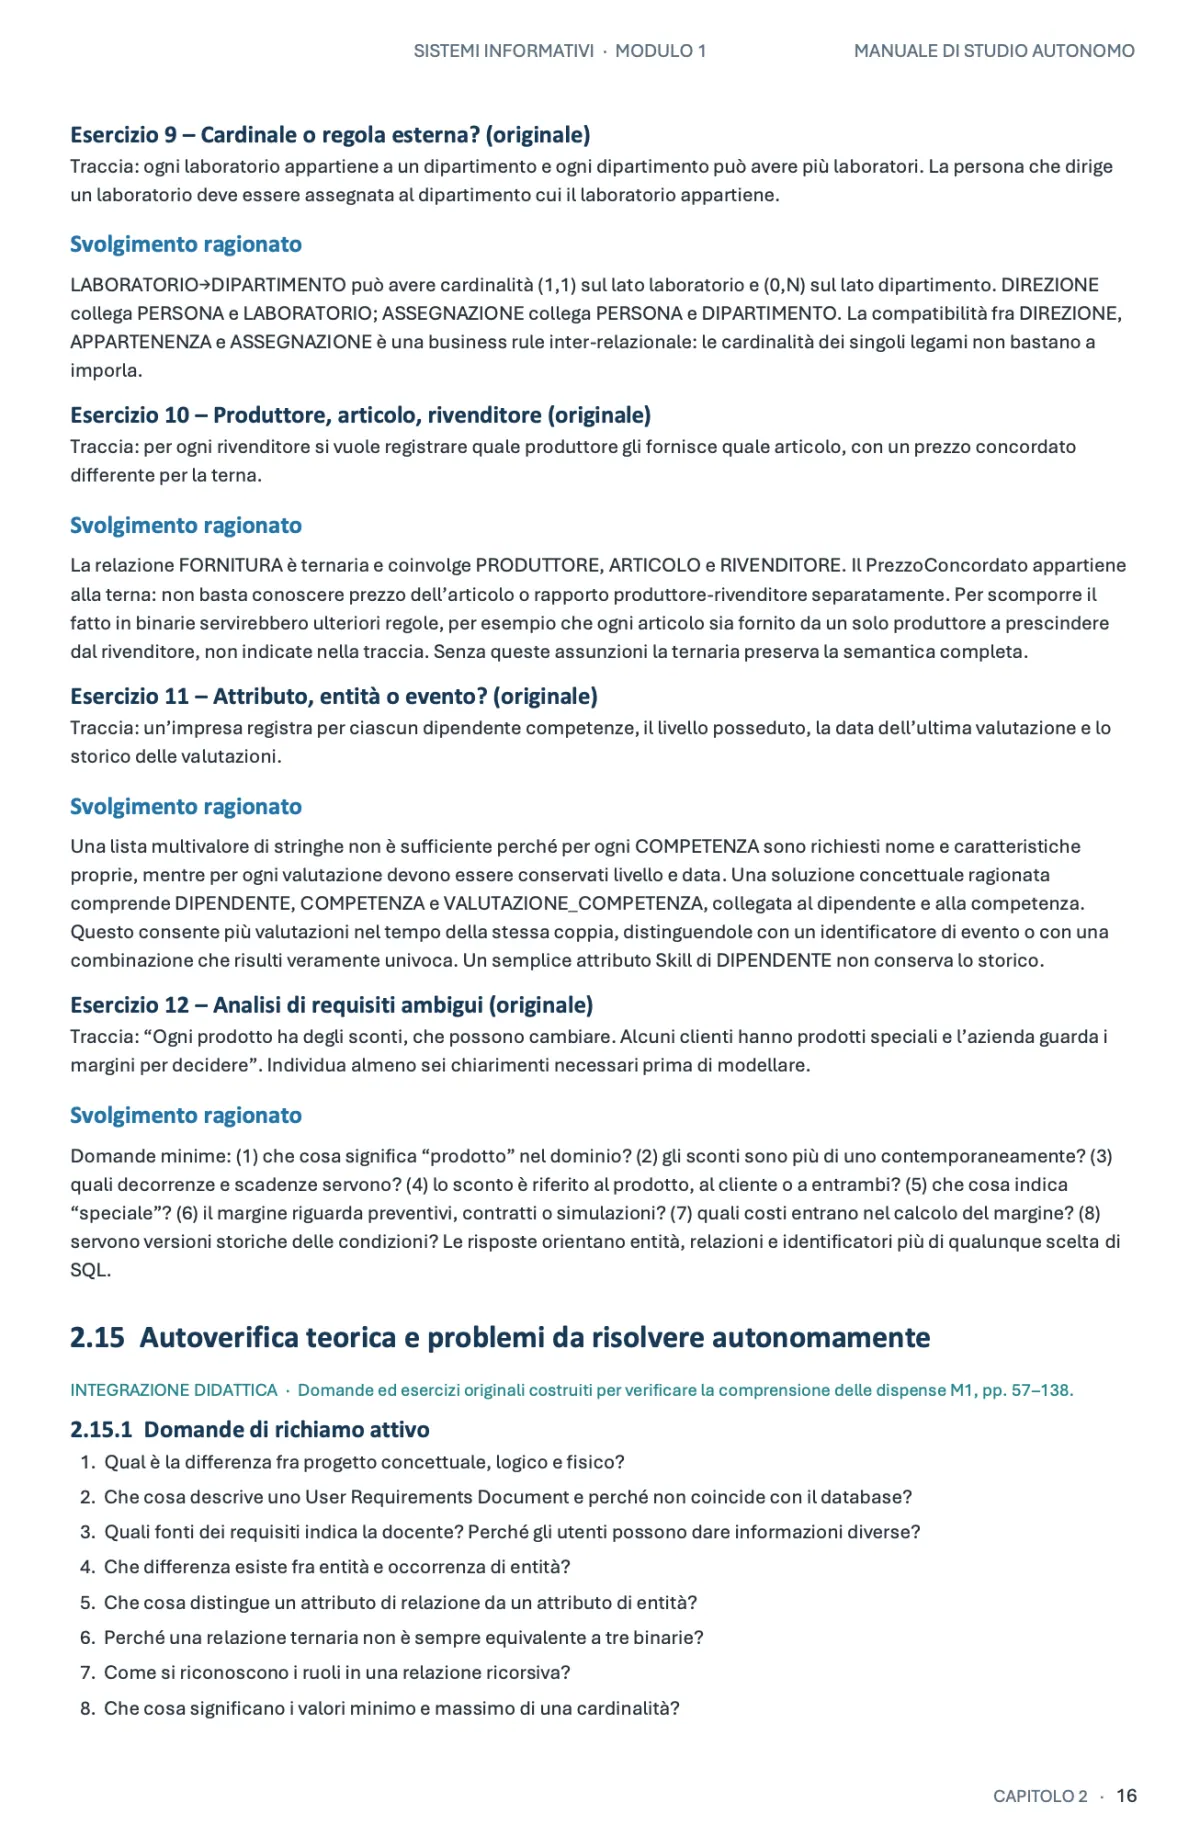 SISTEMI INFORMATIVI · MODULO 1 MANUALE DI STUDIO AUTONOMO
Esercizio 9 – Cardinale o regola esterna? (originale)
Traccia: ogni laboratorio appartiene a un dipartimento e ogni dipartimento può avere più laboratori. La persona che dirige
un laboratorio deve essere assegnata al dipartimento cui il laboratorio appartiene.
Svolgimento ragionato
LABORATORIO→DIPARTIMENTO può avere cardinalità (1,1) sul lato laboratorio e (0,N) sul lato dipartimento. DIREZIONE
collega PERSONA e LABORATORIO; ASSEGNAZIONE collega PERSONA e DIPARTIMENTO. La compatibilità fra DIREZIONE,
APPARTENENZA e ASSEGNAZIONE è una business rule inter-relazionale: le cardinalità dei singoli legami non bastano a
imporla.
Esercizio 10 – Produttore, articolo, rivenditore (originale)
Traccia: per ogni rivenditore si vuole registrare quale produttore gli fornisce quale articolo, con un prezzo concordato
differente per la terna.
Svolgimento ragionato
La relazione FORNITURA è ternaria e coinvolge PRODUTTORE, ARTICOLO e RIVENDITORE. Il PrezzoConcordato appartiene
alla terna: non basta conoscere prezzo dell’articolo o rapporto produttore-rivenditore separatamente. Per scomporre il
fatto in binarie servirebbero ulteriori regole, per esempio che ogni articolo sia fornito da un solo produttore a prescindere
dal rivenditore, non indicate nella traccia. Senza queste assunzioni la ternaria preserva la semantica completa.
Esercizio 11 – Attributo, entità o evento? (originale)
Traccia: un’impresa registra per ciascun dipendente competenze, il livello posseduto, la data dell’ultima valutazione e lo
storico delle valutazioni.
Svolgimento ragionato
Una lista multivalore di stringhe non è sufficiente perché per ogni COMPETENZA sono richiesti nome e caratteristiche
proprie, mentre per ogni valutazione devono essere conservati livello e data. Una soluzione concettuale ragionata
comprende DIPENDENTE, COMPETENZA e VALUTAZIONE_COMPETENZA, collegata al dipendente e alla competenza.
Questo consente più valutazioni nel tempo della stessa coppia, distinguendole con un identificatore di evento o con una
combinazione che risulti veramente univoca. Un semplice attributo Skill di DIPENDENTE non conserva lo storico.
Esercizio 12 – Analisi di requisiti ambigui (originale)
Traccia: “Ogni prodotto ha degli sconti, che possono cambiare. Alcuni clienti hanno prodotti speciali e l’azienda guarda i
margini per decidere”. Individua almeno sei chiarimenti necessari prima di modellare.
Svolgimento ragionato
Domande minime: (1) che cosa significa “prodotto” nel dominio? (2) gli sconti sono più di uno contemporaneamente? (3)
quali decorrenze e scadenze servono? (4) lo sconto è riferito al prodotto, al cliente o a entrambi? (5) che cosa indica
“speciale”? (6) il margine riguarda preventivi, contratti o simulazioni? (7) quali costi entrano nel calcolo del margine? (8)
servono versioni storiche delle condizioni? Le risposte orientano entità, relazioni e identificatori più di qualunque scelta di
SQL.
2.15 Autoverifica teorica e problemi da risolvere autonomamente
INTEGRAZIONE DIDATTICA · Domande ed esercizi originali costruiti per verificare la comprensione delle dispense M1, pp. 57–138.
2.15.1 Domande di richiamo attivo
1. Qual è la differenza fra progetto concettuale, logico e fisico?
2. Che cosa descrive uno User Requirements Document e perché non coincide con il database?
3. Quali fonti dei requisiti indica la docente? Perché gli utenti possono dare informazioni diverse?
4. Che differenza esiste fra entità e occorrenza di entità?
5. Che cosa distingue un attributo di relazione da un attributo di entità?
6. Perché una relazione ternaria non è sempre equivalente a tre binarie?
7. Come si riconoscono i ruoli in una relazione ricorsiva?
8. Che cosa significano i valori minimo e massimo di una cardinalità?
CAPITOLO 2 · 16